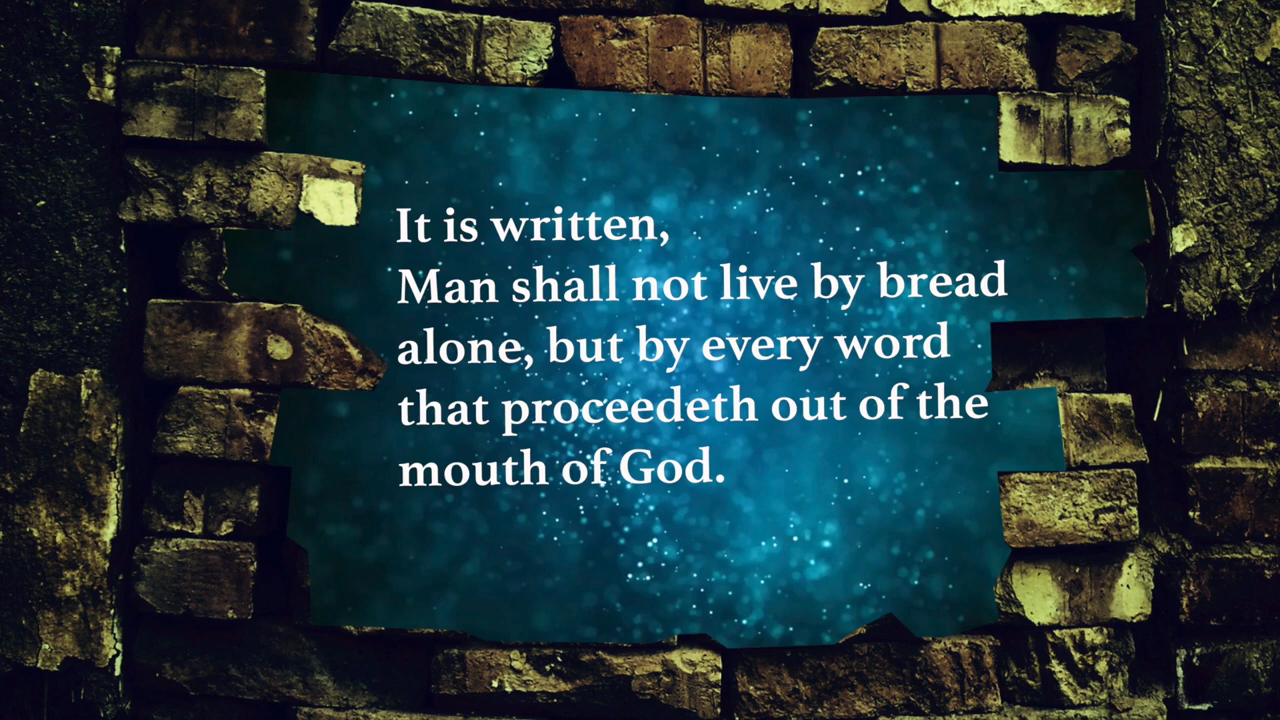 It is written,
Man shall not live by bread
alone, but by every word
that proceedeth out of the
mouth of God.